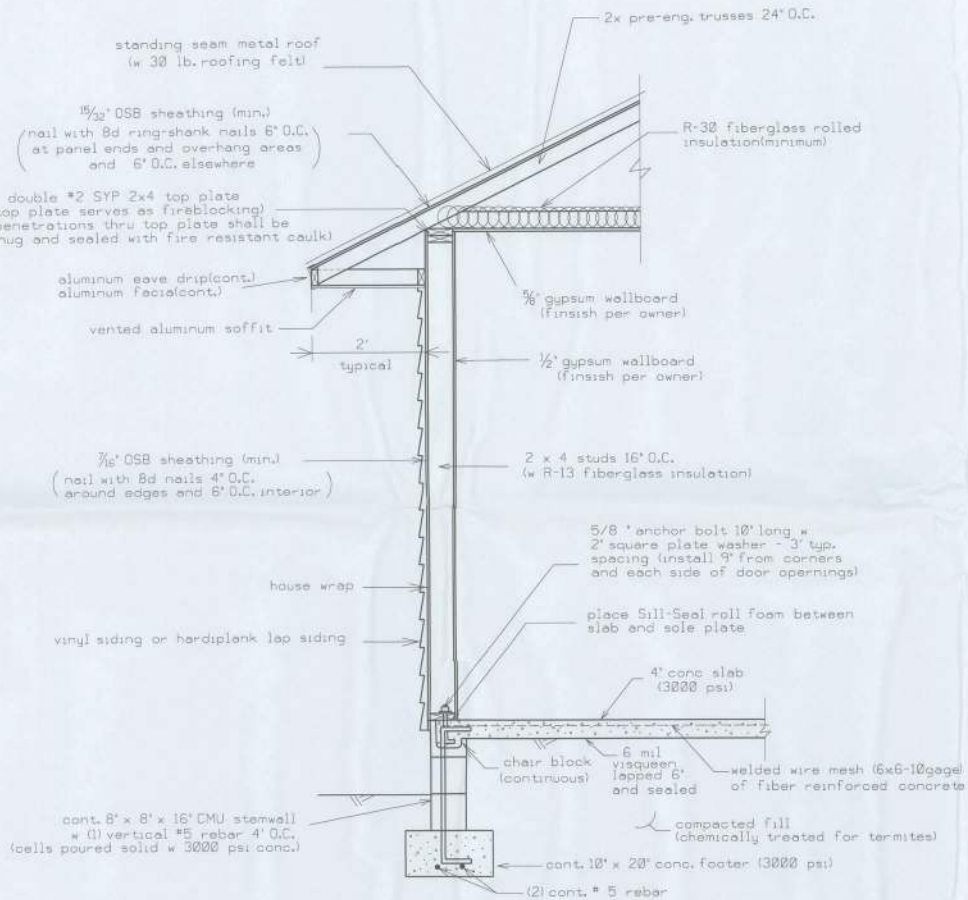 2x pre-eng. trusses 24" O.C.
standing seam metal roof
(w 30 lb. roofing felt)
15/32" OSB sheathing (min.)
(nail with 8d ring-shank nails 6" O.C.
at panel ends and overhang areas
and 6" O.C. elsewhere)
R-30 fiberglass rolled
insulation(minimum)
double #2 SYP 2x4 top plate
top plate serves as fireblocking)
penetrations thru top plate shall be
snug and sealed with fire resistant caulk)
aluminum eave drip(cont.)
aluminum facia(cont.)
5/8" gypsum wallboard
(finsish per owner)
vented aluminum soffit
2'
typical
1/2" gypsum wallboard
(finsish per owner)
7/16" OSB sheathing (min.)
(nail with 8d nails 4" O.C.
around edges and 6" O.C. interior)
2 x 4 studs 16" O.C.
(w R-13 fiberglass insulation)
5/8 " anchor bolt 10" long w
2" square plate washer - 3' typ.
spacing (install 9" from corners
and each side of door opernings)
house wrap
place Sill-Seal roll foam between
slab and sole plate
vinyl siding or hardiplank lap siding
4" conc slab
(3000 psi)
chair block
(continuous)
6 mil
visqueen
lapped 6"
and sealed
welded wire mesh (6x6-10gage)
of fiber reinforced concrete
cont. 8" x 8" x 16" CMU stemwall
w (1) vertical #5 rebar 4' O.C.
(cells poured solid w 3000 psi conc.)
compacted fill
(chemically treated for termites)
cont. 10" x 20" conc. footer (3000 psi)
(2) cont. # 5 rebar